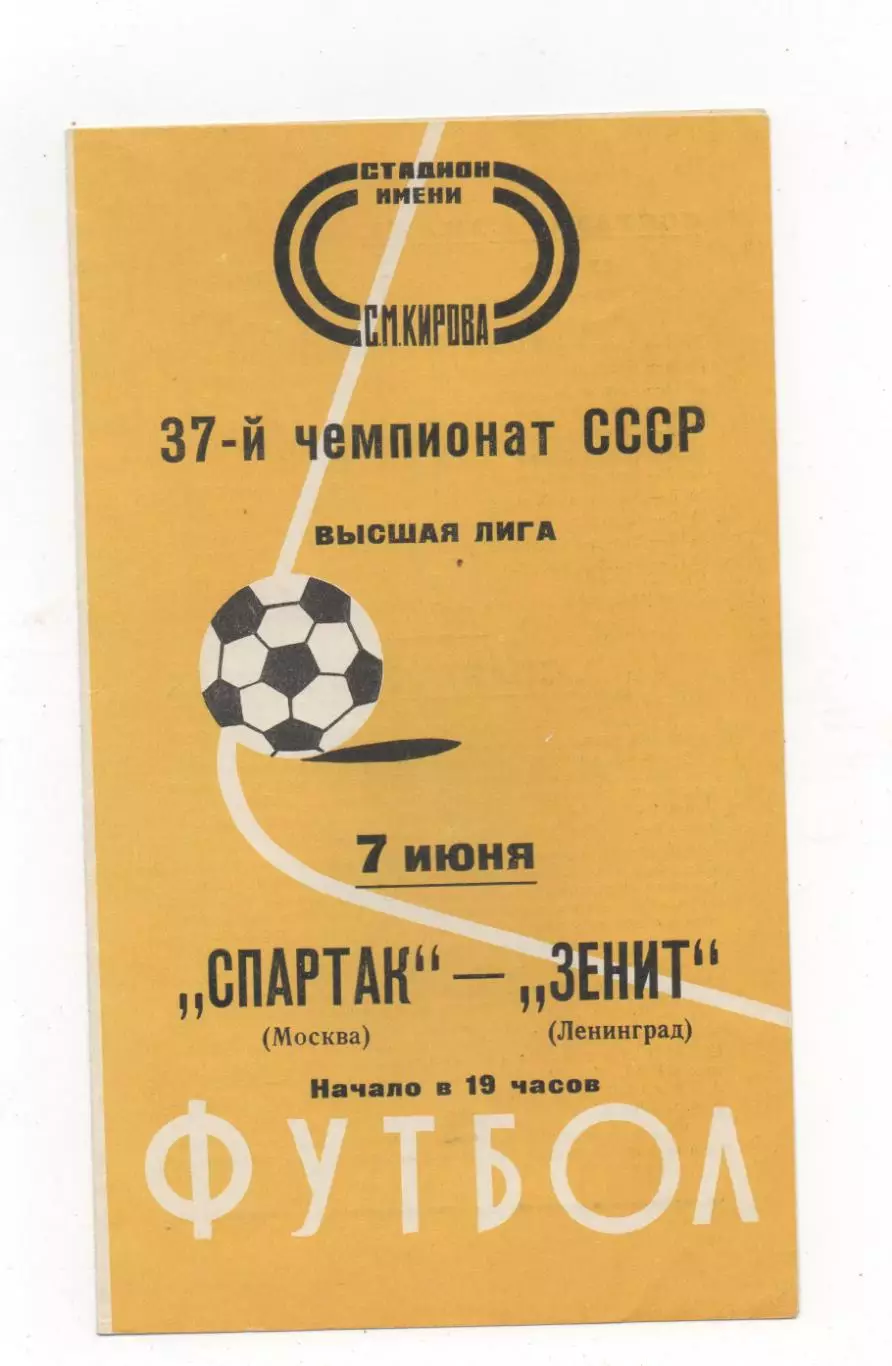 СТАДИОН
ИМЕНИ
С.М.КИРОВА
37-й чемпионат СССР
ВЫСШАЯ ЛИГА
7 июня
„СПАРТАК“ — „ЗЕНИТ“
(Москва) (Ленинград)
Начало в 19 часов
ФУТБОЛ